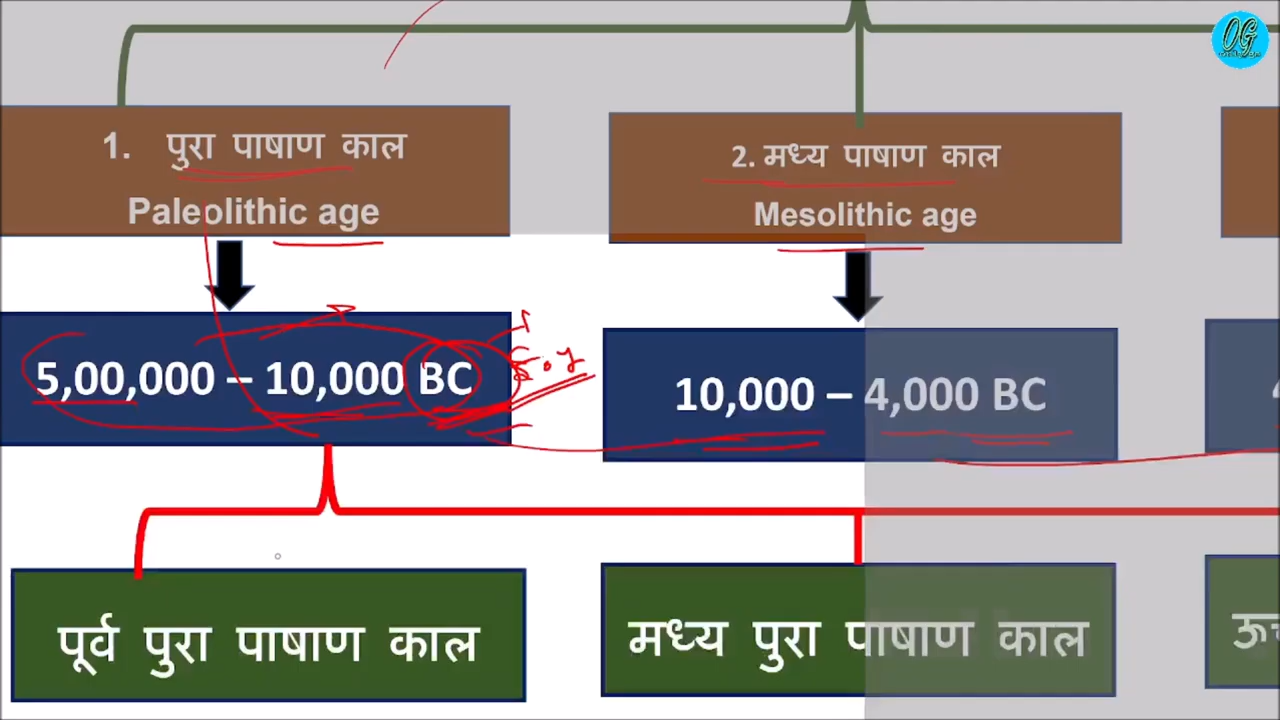 OG
1. पुरा पाषाण काल
Paleolithic age
2. मध्य पाषाण काल
Mesolithic age
5,00,000 – 10,000 BC
10,000 – 4,000 BC
पूर्व पुरा पाषाण काल
मध्य पुरा पाषाण काल